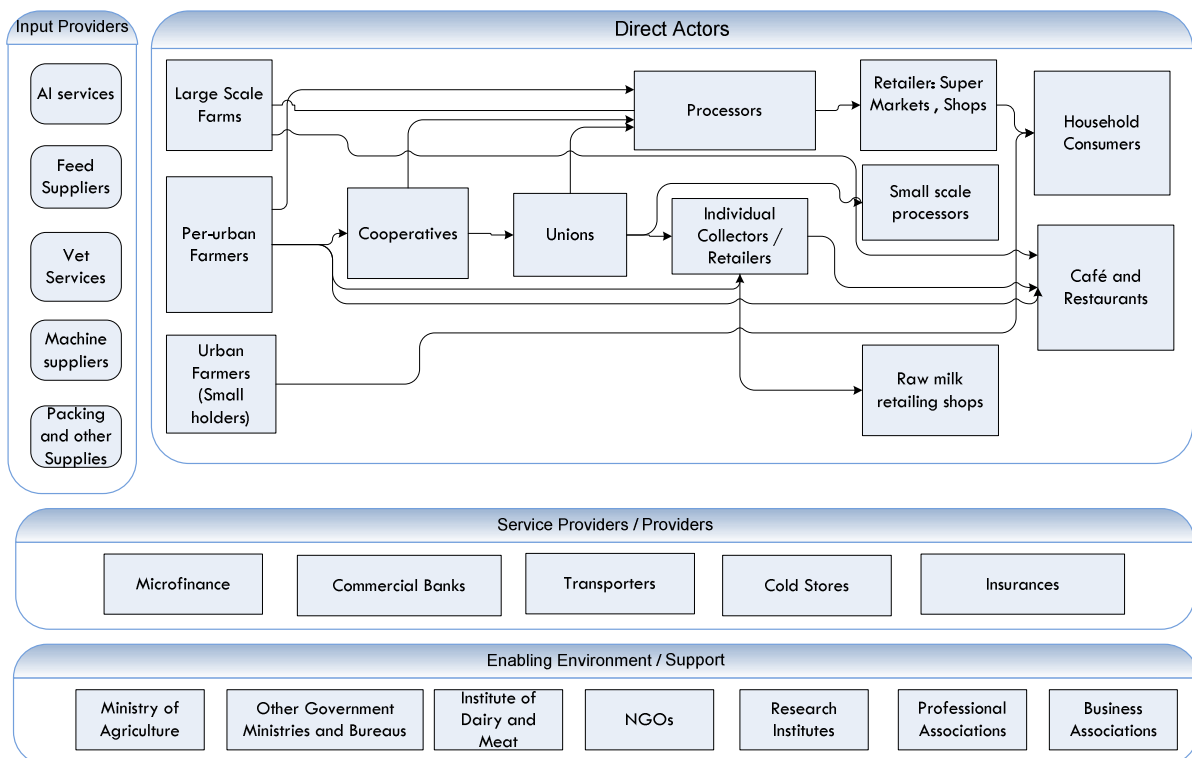 Input Providers
AI services
Feed
Suppliers
Vet
Services
Machine
suppliers
Packing
and other
Supplies
Direct Actors
Large Scale
Farms
Per-urban
Farmers
Urban
Farmers
(Small
holders)
Cooperatives
Unions
Processors
Individual
Collectors /
Retailers
Retailer: Super
Markets , Shops
Small scale
processors
Raw milk
retailing shops
Household
Consumers
Café and
Restaurants
Service Providers / Providers
Microfinance
Commercial Banks
Transporters
Cold Stores
Insurances
Enabling Environment / Support
Ministry of
Agriculture
Other Government
Ministries and Bureaus
Institute of
Dairy and
Meat
NGOs
Research
Institutes
Professional
Associations
Business
Associations